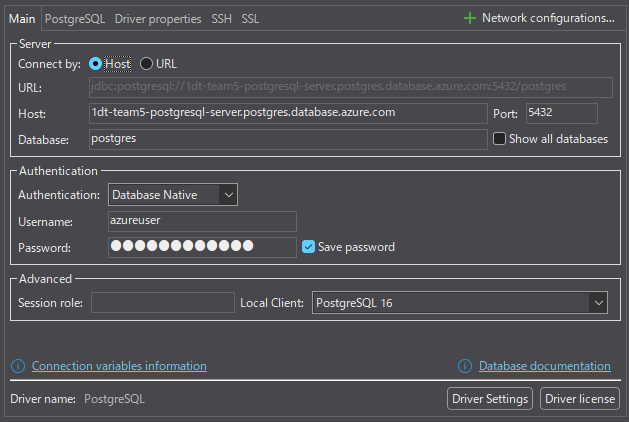 Main PostgreSQL Driver properties SSH SSL Network configurations...
Server
Connect by: Host URL
URL: jdbc:postgresql://1dt-team5-postgresql-server.postgres.database.azure.com:5432/postgres
Host: 1dt-team5-postgresql-server.postgres.database.azure.com Port: 5432
Database: postgres Show all databases
Authentication
Authentication: Database Native
Username: azureuser
Password: ●●●●●●●●●●●● Save password
Advanced
Session role: Local Client: PostgreSQL 16
Connection variables information Database documentation
Driver name: PostgreSQL Driver Settings Driver license